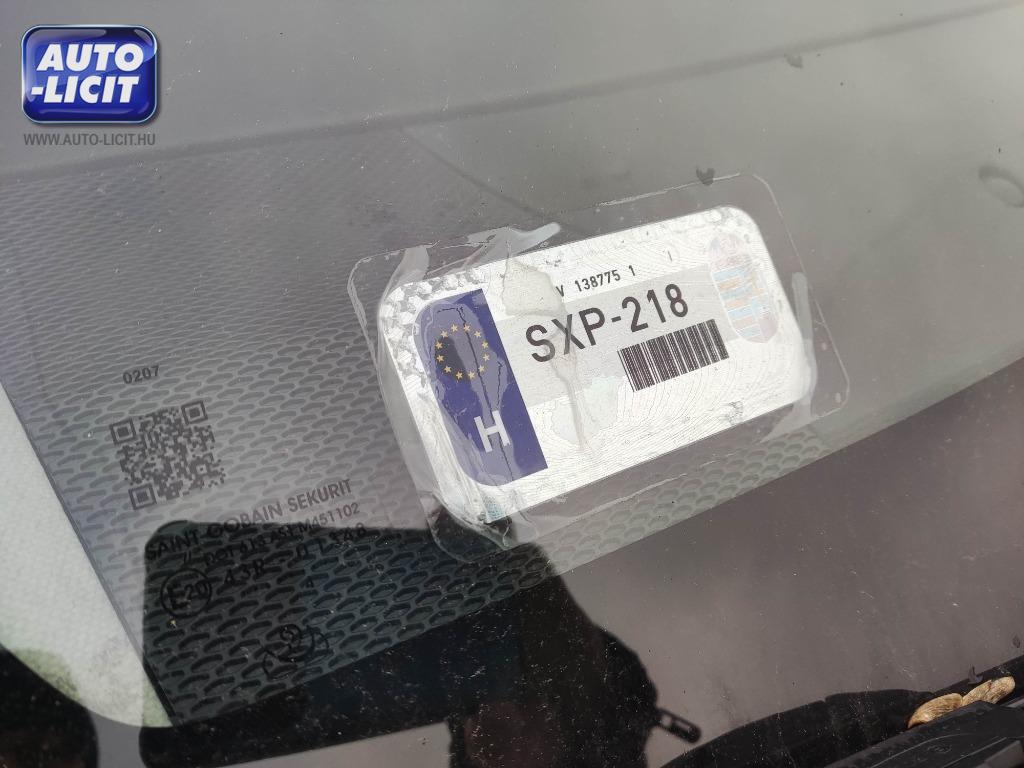 AUTO
-LICIT
WWW.AUTO-LICIT.HU
138775 1
SXP-218
H
0207
SAINT-GOBAIN SEKURIT
43R